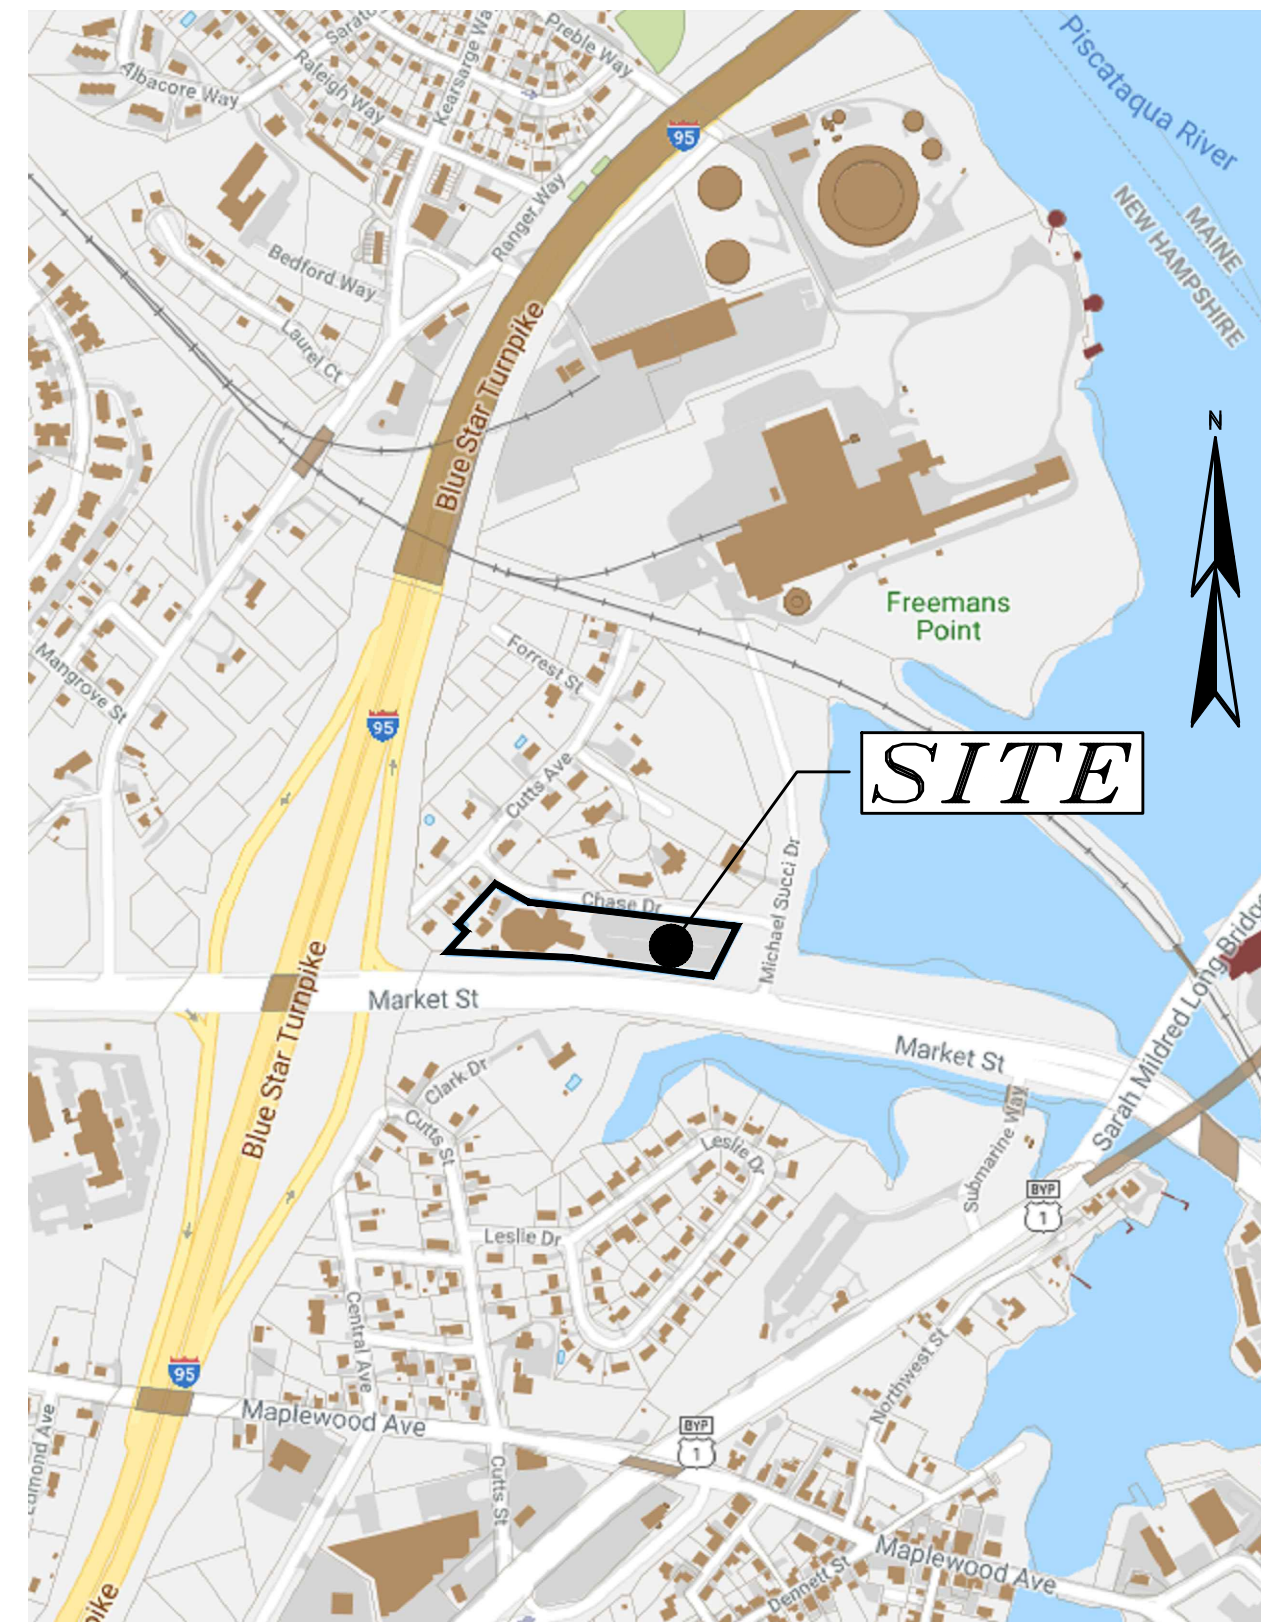 Preble Way
Kearsarge Way
Raleigh Way
Albacore Way
Piscataqua River
95
MAINE
NEW HAMPSHIRE
Ranger Way
Bedford Way
Laurel Ct
Blue Star Turnpike
N
Freemans
Point
Forrest St
Mangrove St
95
SITE
Cutts Ave
Chase Dr
Michael Succi Dr
Market St
Market St
Sarah Mildred Long Bridge
Blue Star Turnpike
Clark Dr
Cutts St
Leslie Dr
Submarine Way
BYP
1
Leslie Dr
Central Ave
Northwest St
95
Maplewood Ave
BYP
1
Cutts St
Maplewood Ave
Dennett St